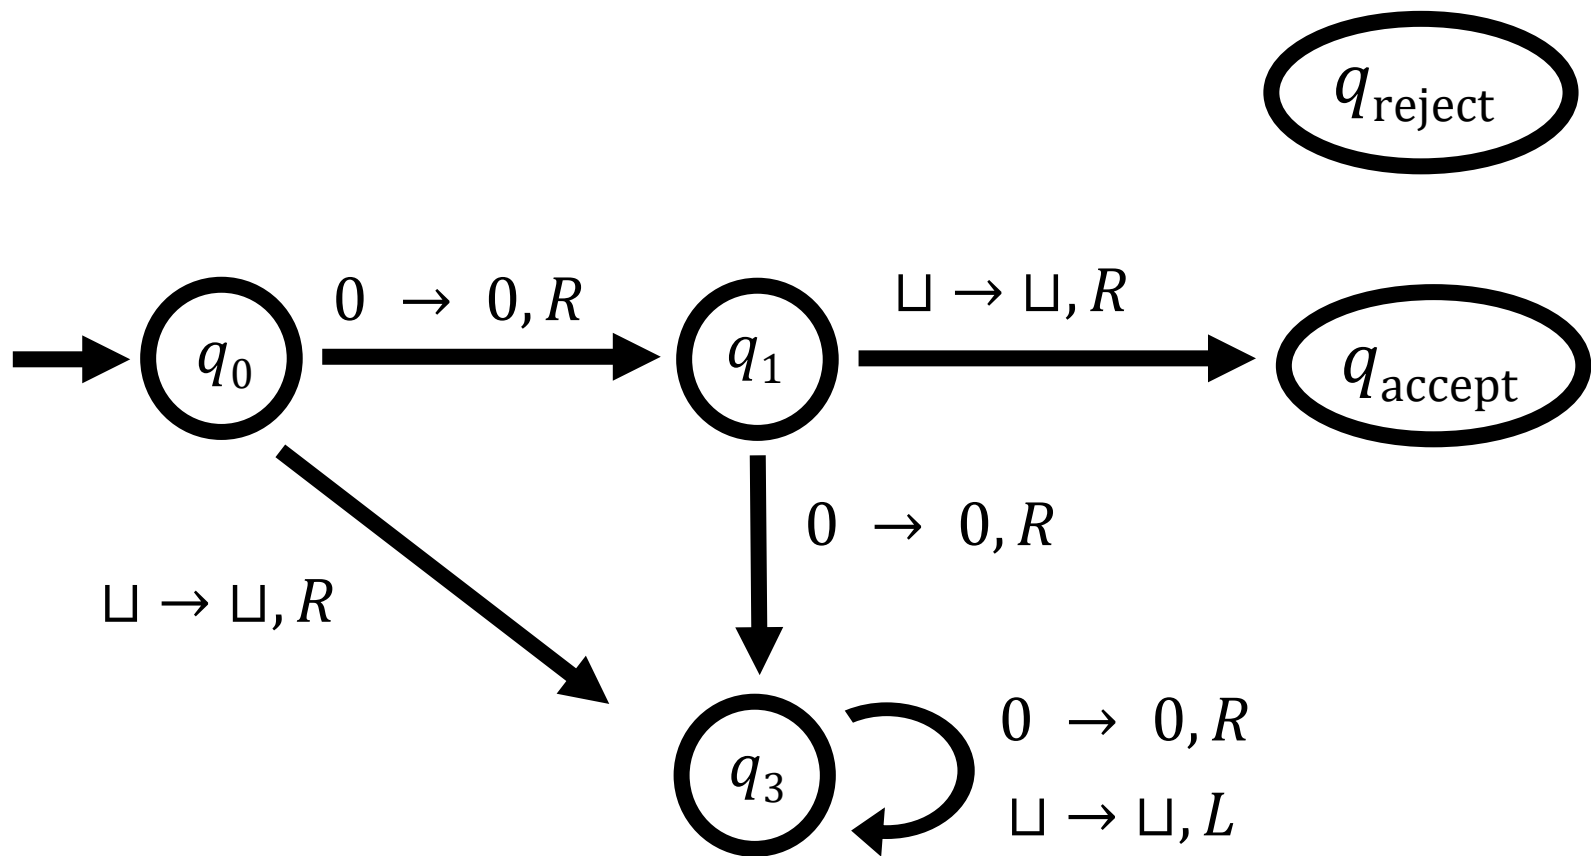 q_reject
0 → 0, R
⊔ → ⊔, R
q_0
q_1
q_accept
0 → 0, R
⊔ → ⊔, R
q_3
0 → 0, R
⊔ → ⊔, L